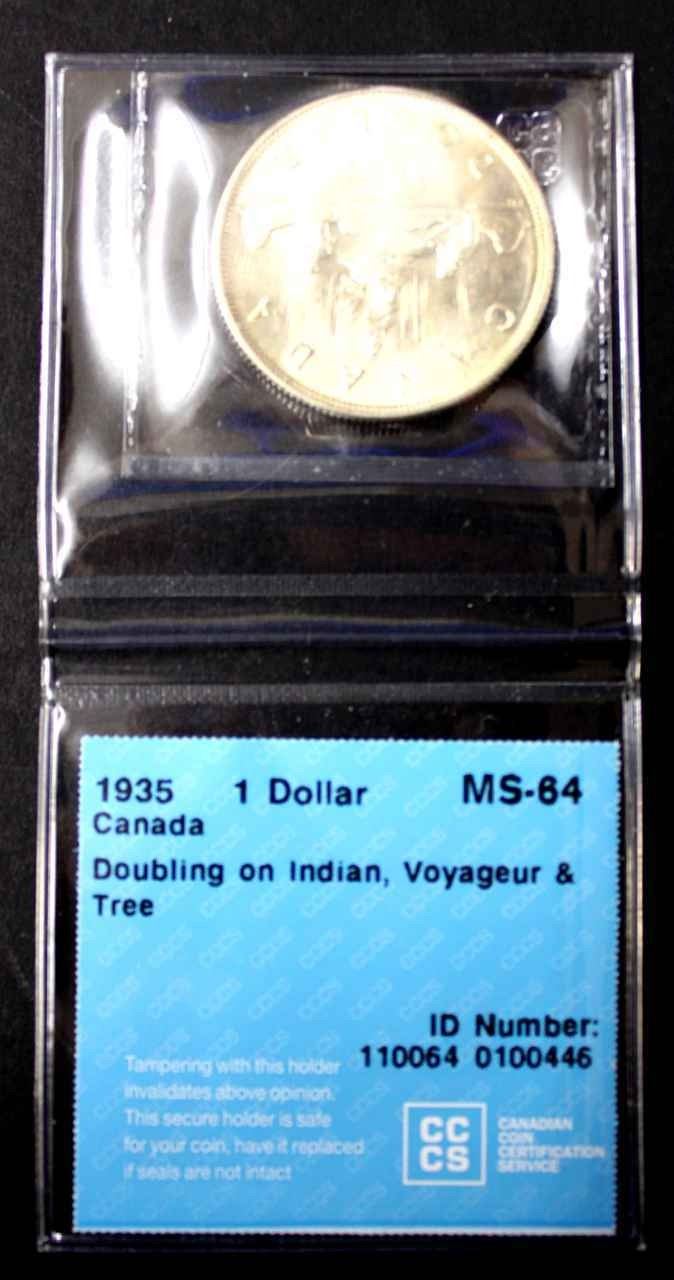 CANADA
1935 1 Dollar MS-64
Canada
Doubling on Indian, Voyageur &
Tree
ID Number:
110064 0100446
Tampering with this holder
invalidates above opinion.
This secure holder is safe
for your coin, have it replaced
if seals are not intact
CC
CS
CANADIAN
COIN
CERTIFICATION
SERVICE